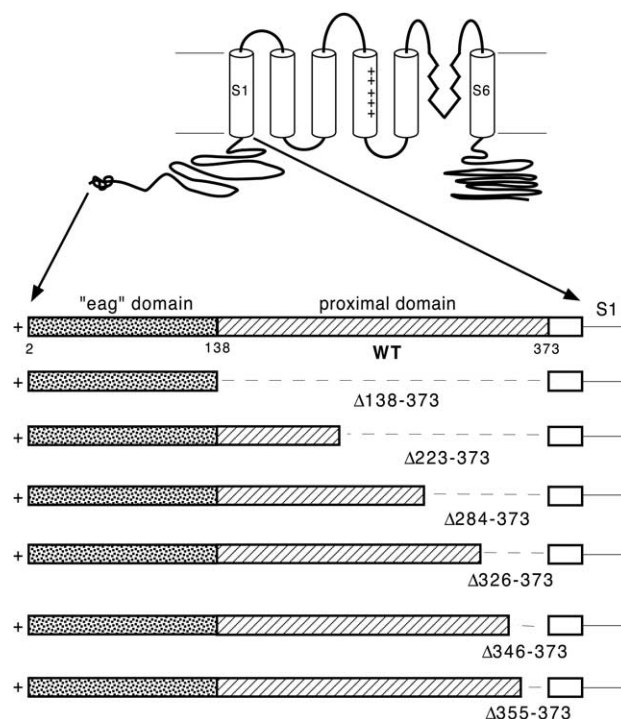 S1
S6
+
+
+
+
+
"eag" domain
proximal domain
S1
+
2
138
WT
373
+
Δ138-373
+
Δ223-373
+
Δ284-373
+
Δ326-373
+
Δ346-373
+
Δ355-373